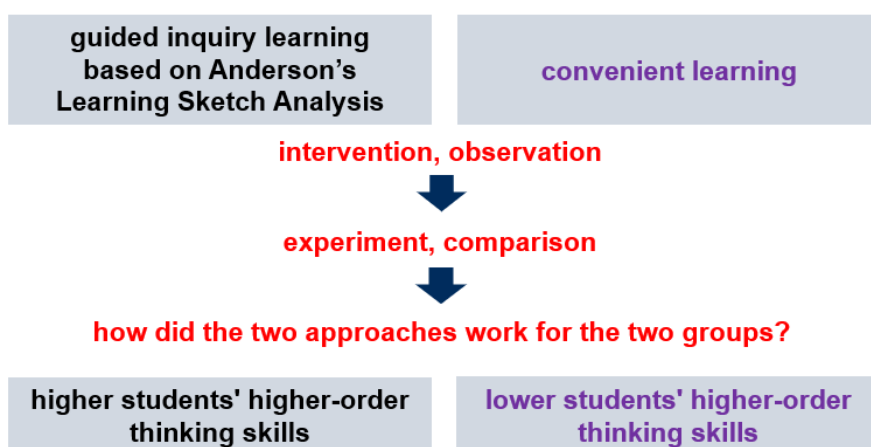 guided inquiry learning
based on Anderson's
Learning Sketch Analysis
convenient learning
intervention, observation
experiment, comparison
how did the two approaches work for the two groups?
higher students' higher-order
thinking skills
lower students' higher-order
thinking skills